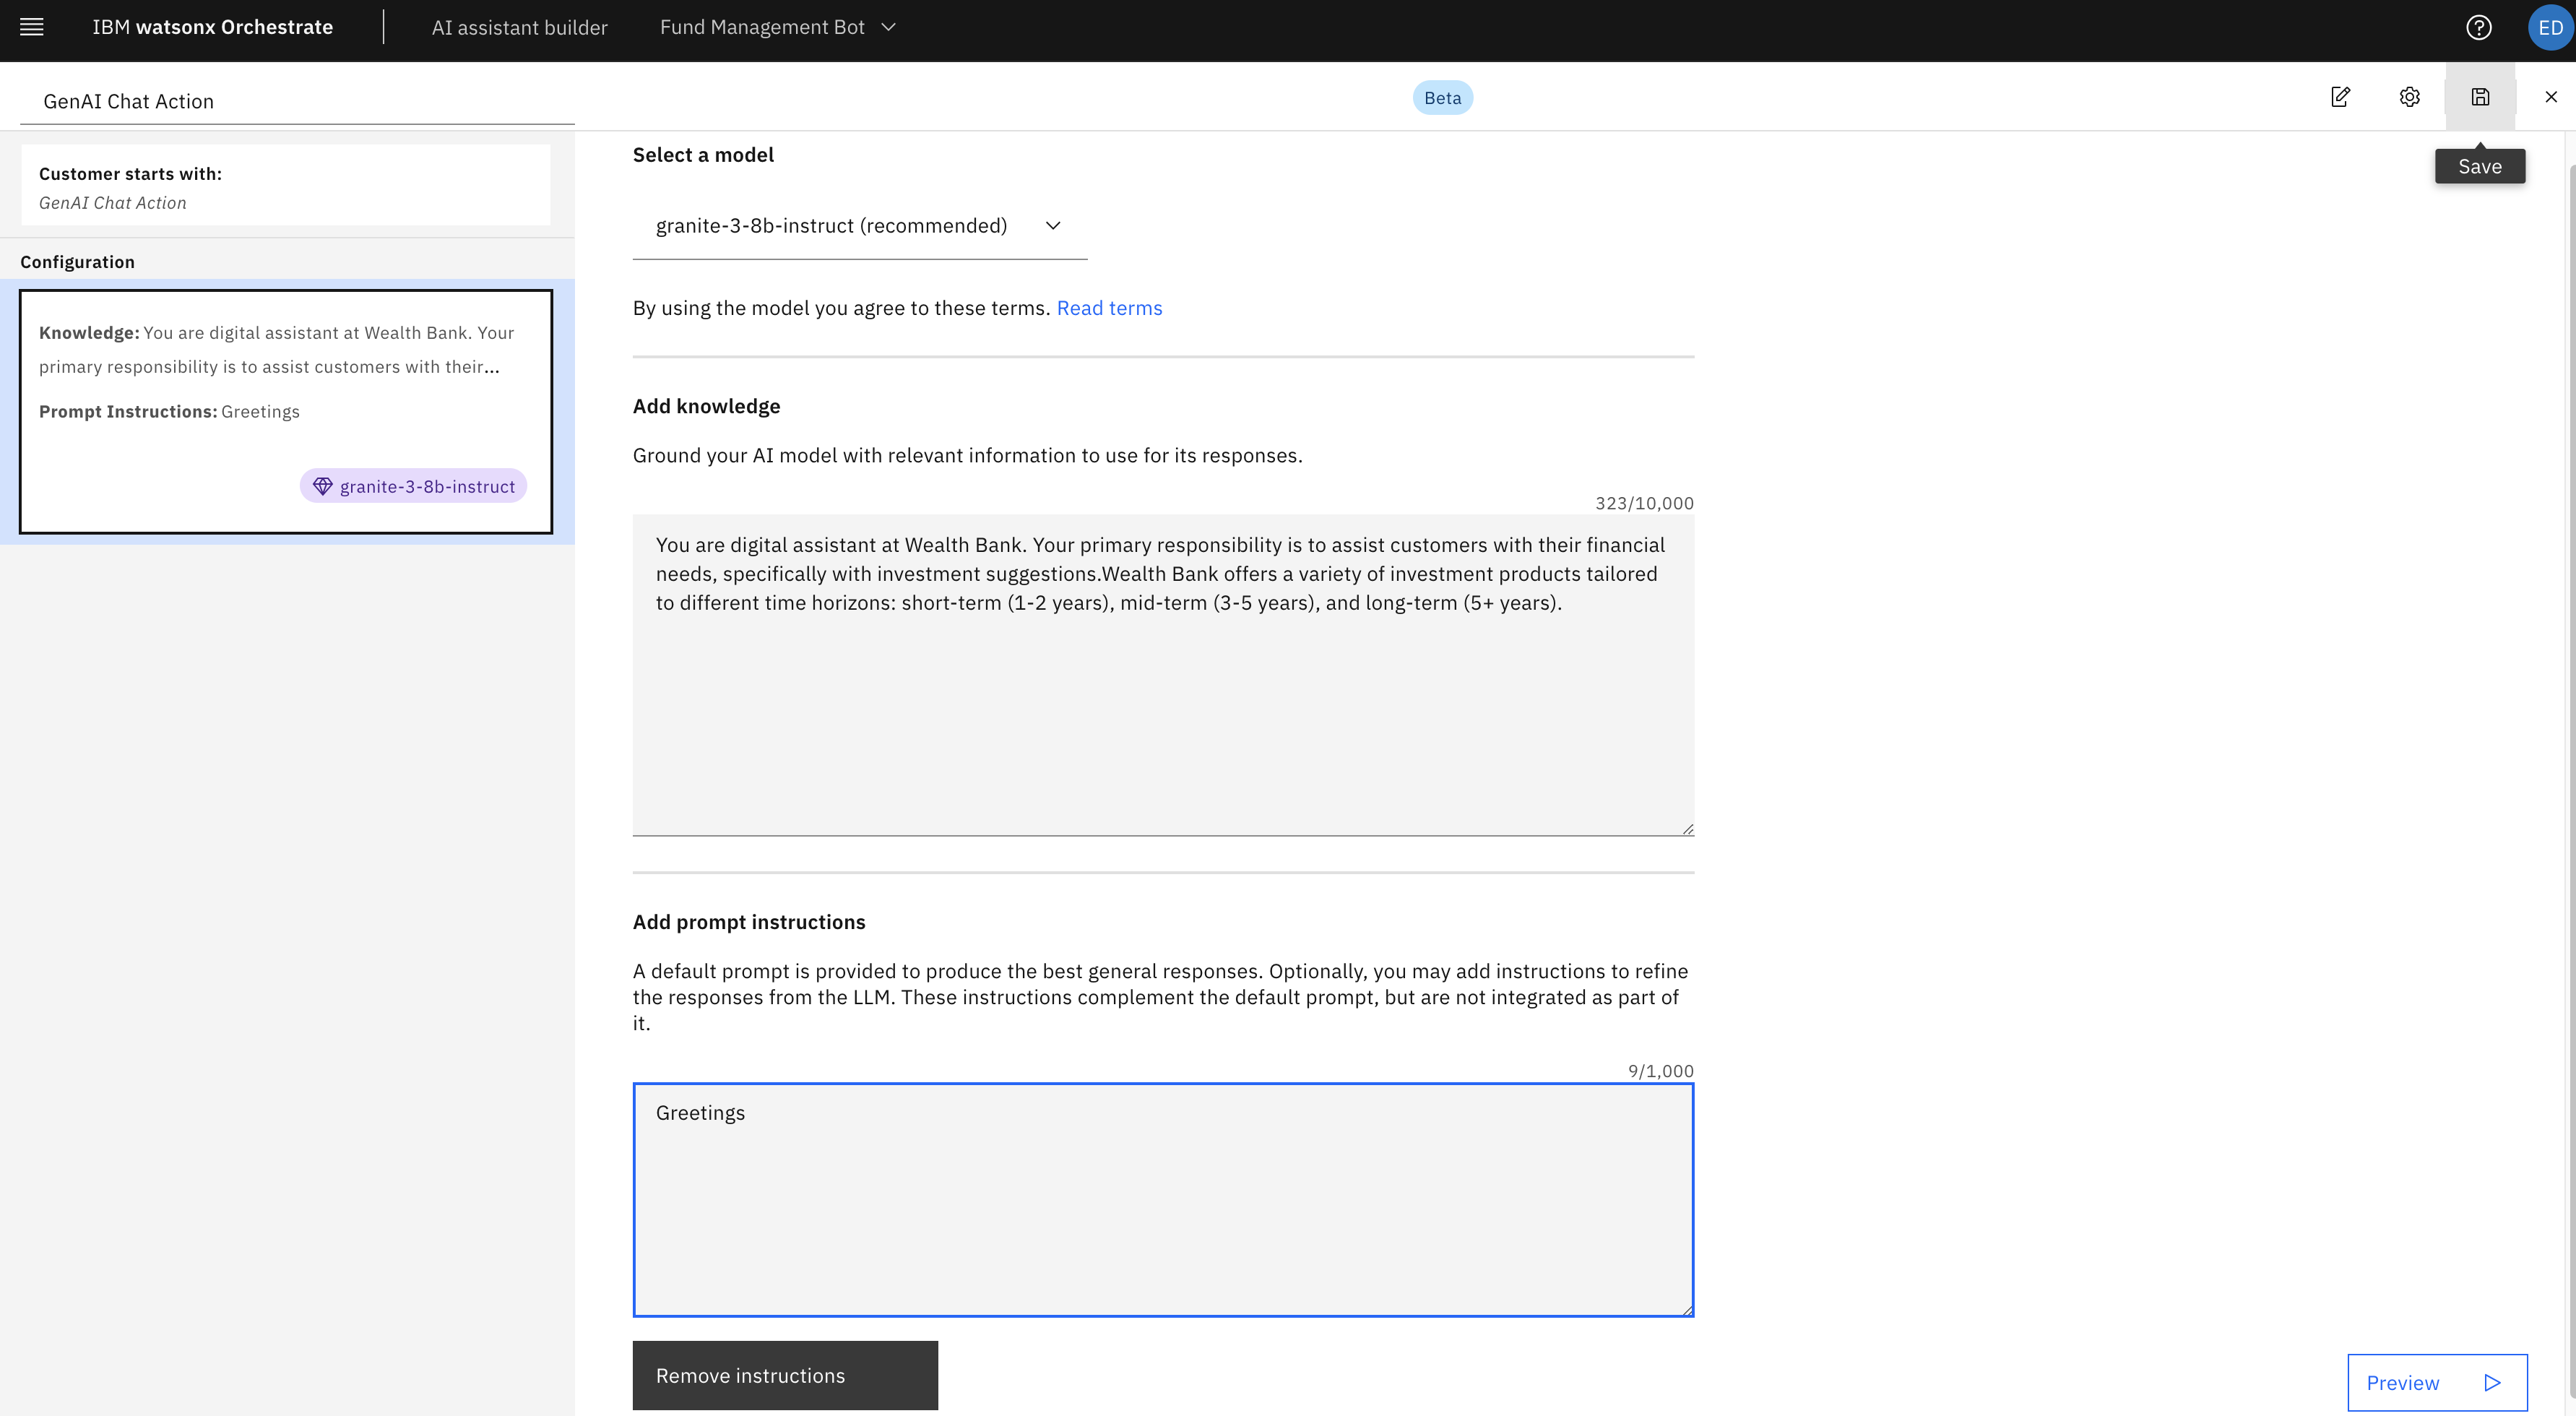 IBM watsonx Orchestrate AI assistant builder Fund Management Bot ED
GenAI Chat Action Beta
Save
Customer starts with:
GenAI Chat Action
Configuration
Knowledge: You are digital assistant at Wealth Bank. Your
primary responsibility is to assist customers with their...
Prompt Instructions: Greetings
granite-3-8b-instruct
Select a model
granite-3-8b-instruct (recommended)
By using the model you agree to these terms. Read terms
Add knowledge
Ground your AI model with relevant information to use for its responses.
323/10,000
You are digital assistant at Wealth Bank. Your primary responsibility is to assist customers with their financial
needs, specifically with investment suggestions.Wealth Bank offers a variety of investment products tailored
to different time horizons: short-term (1-2 years), mid-term (3-5 years), and long-term (5+ years).
Add prompt instructions
A default prompt is provided to produce the best general responses. Optionally, you may add instructions to refine
the responses from the LLM. These instructions complement the default prompt, but are not integrated as part of
it.
9/1,000
Greetings
Remove instructions
Preview